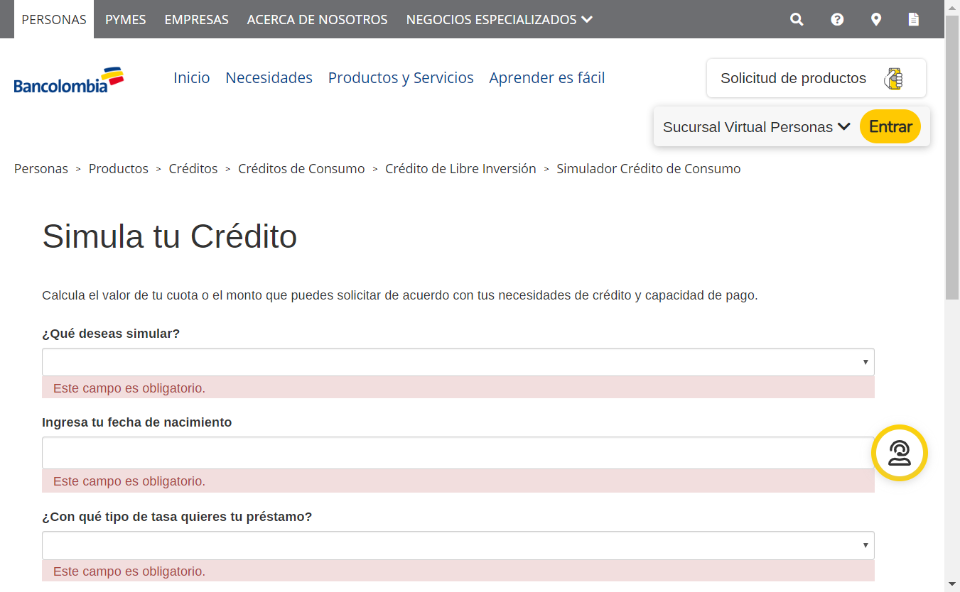 PERSONAS PYMES EMPRESAS ACERCA DE NOSOTROS NEGOCIOS ESPECIALIZADOS
Bancolombia Inicio Necesidades Productos y Servicios Aprender es fácil Solicitud de productos
Sucursal Virtual Personas Entrar
Personas > Productos > Créditos > Créditos de Consumo > Crédito de Libre Inversión > Simulador Crédito de Consumo
Simula tu Crédito
Calcula el valor de tu cuota o el monto que puedes solicitar de acuerdo con tus necesidades de crédito y capacidad de pago.
¿Qué deseas simular?
Este campo es obligatorio.
Ingresa tu fecha de nacimiento
Este campo es obligatorio.
¿Con qué tipo de tasa quieres tu préstamo?
Este campo es obligatorio.